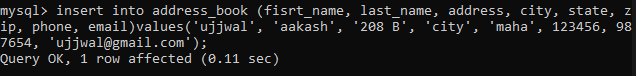 mysql> insert into address_book (fisrt_name, last_name, address, city, state, z
ip, phone, email)values('ujjwal', 'aakash', '208 B', 'city', 'maha', 123456, 98
7654, 'ujjwal@gmail.com');
Query OK, 1 row affected (0.11 sec)